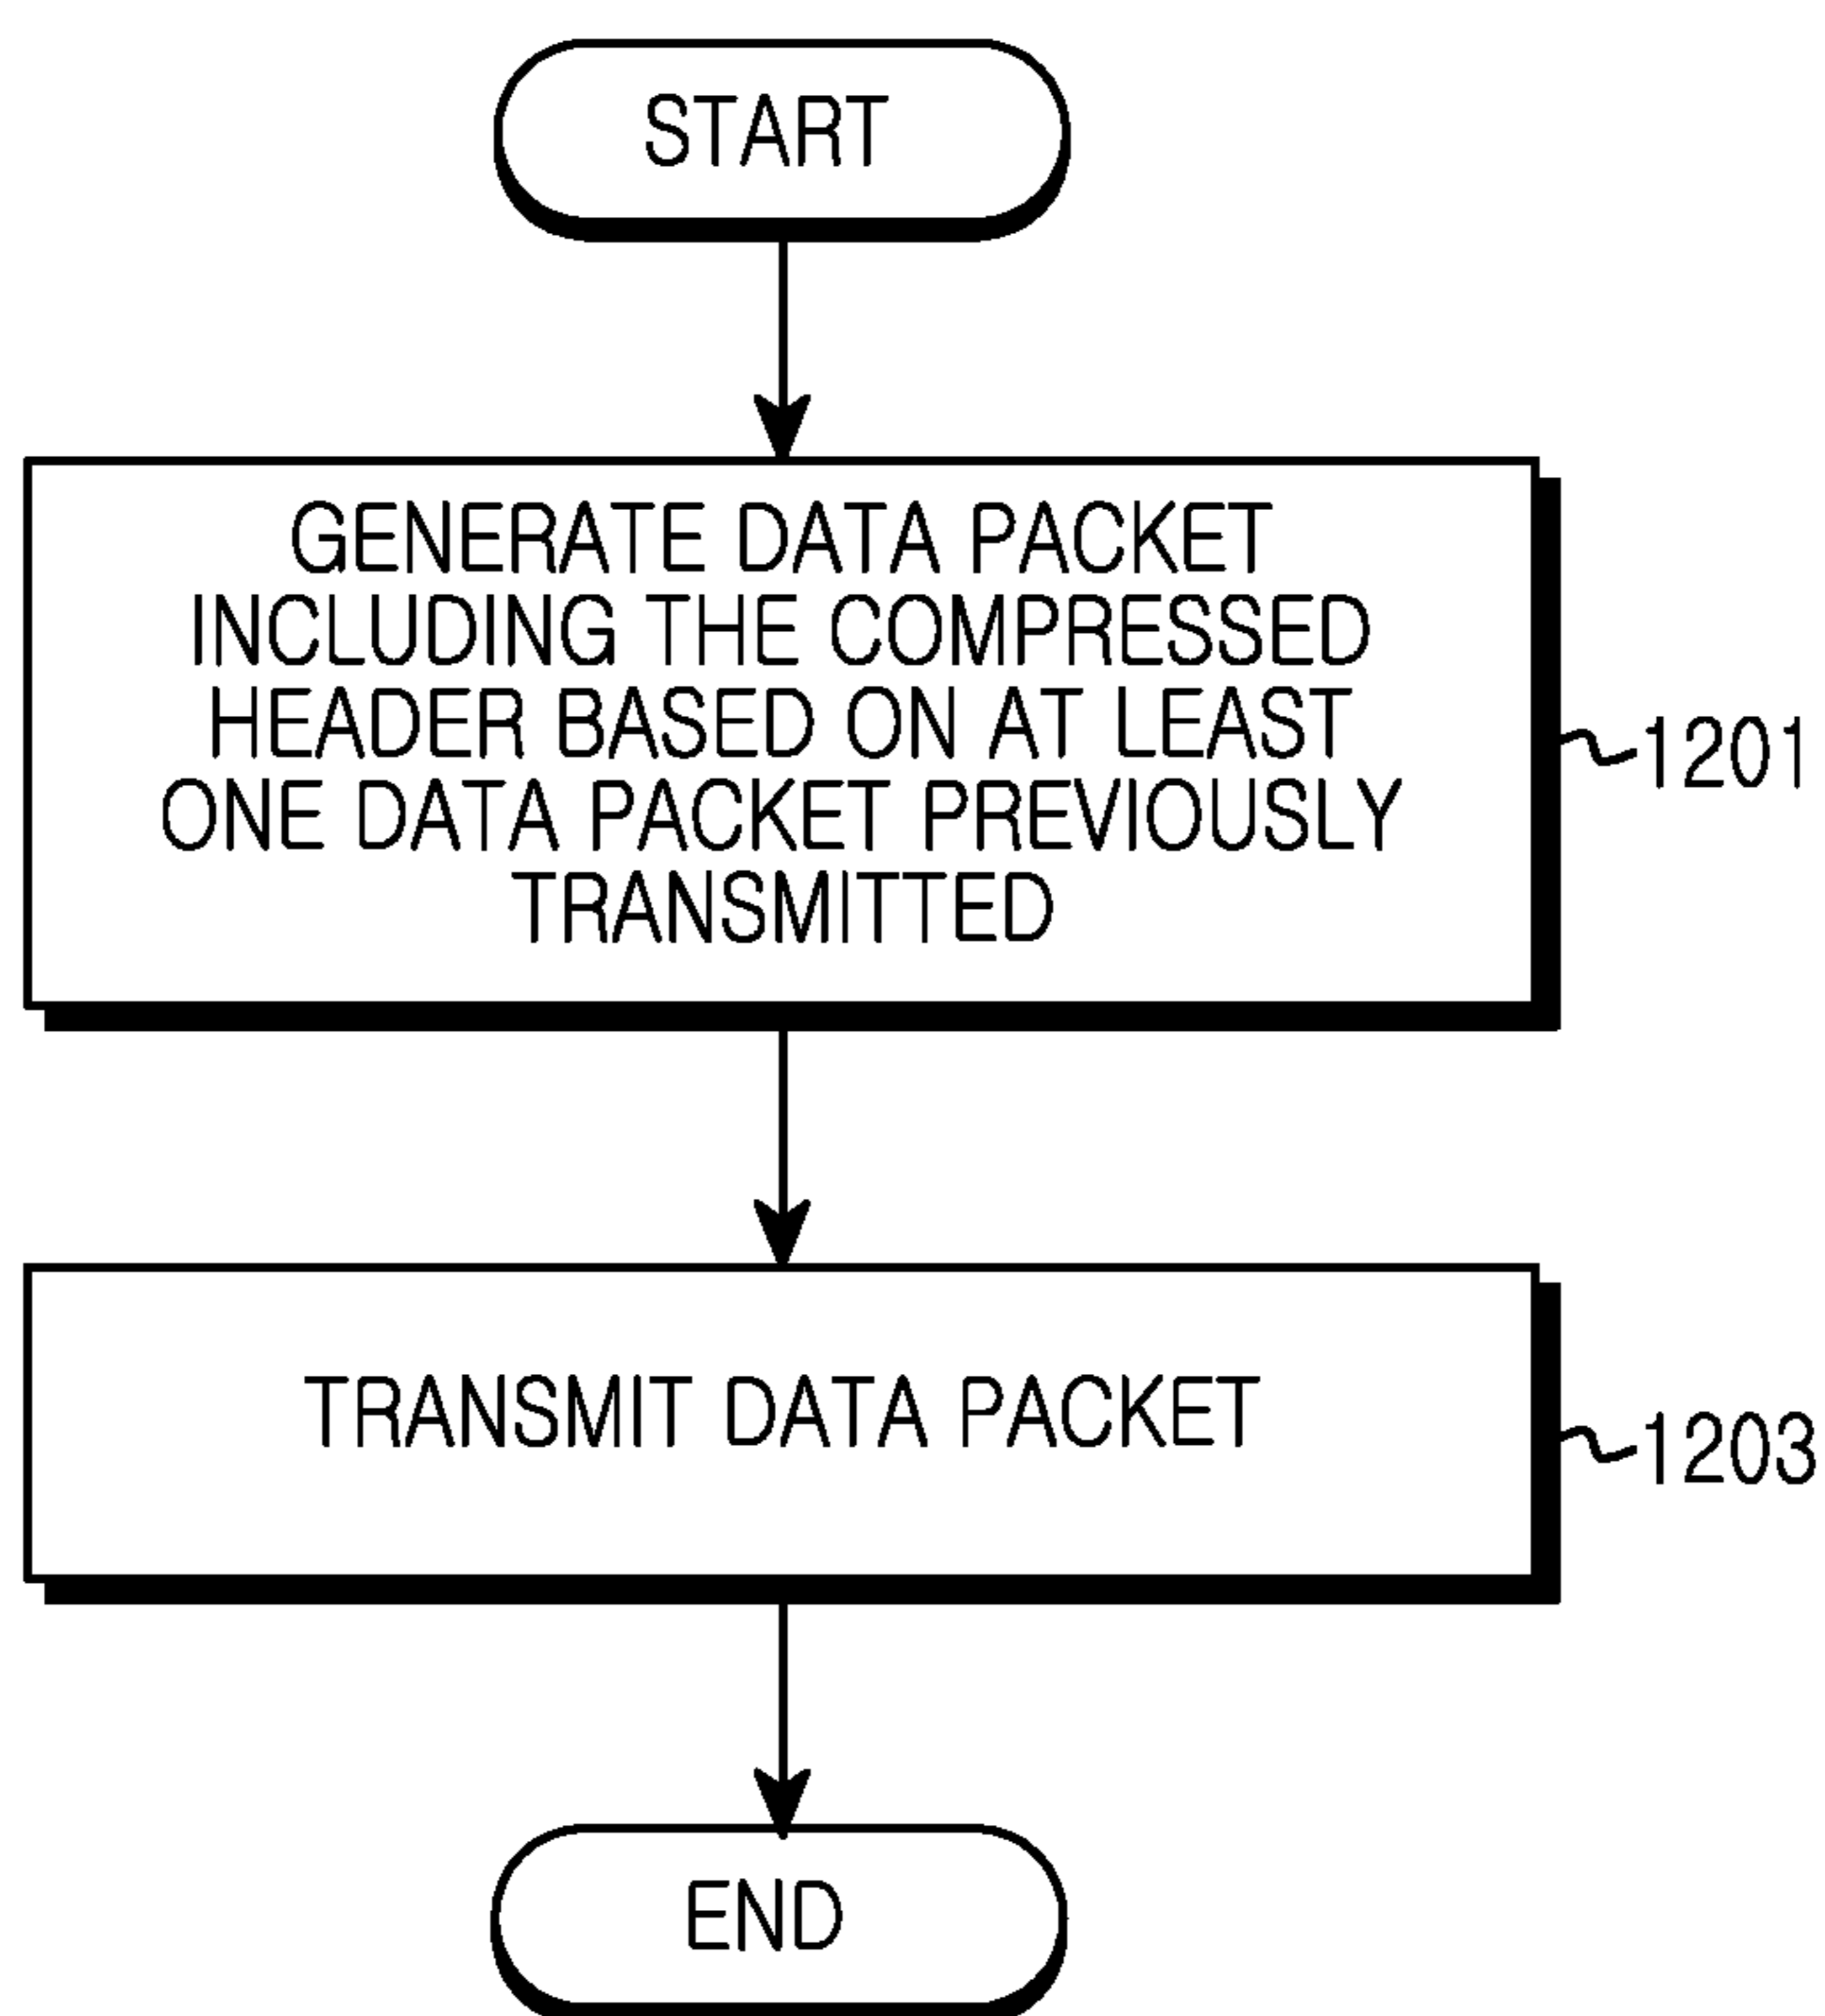 START
GENERATE DATA PACKET
INCLUDING THE COMPRESSED
HEADER BASED ON AT LEAST
ONE DATA PACKET PREVIOUSLY
TRANSMITTED
1201
TRANSMIT DATA PACKET
1203
END